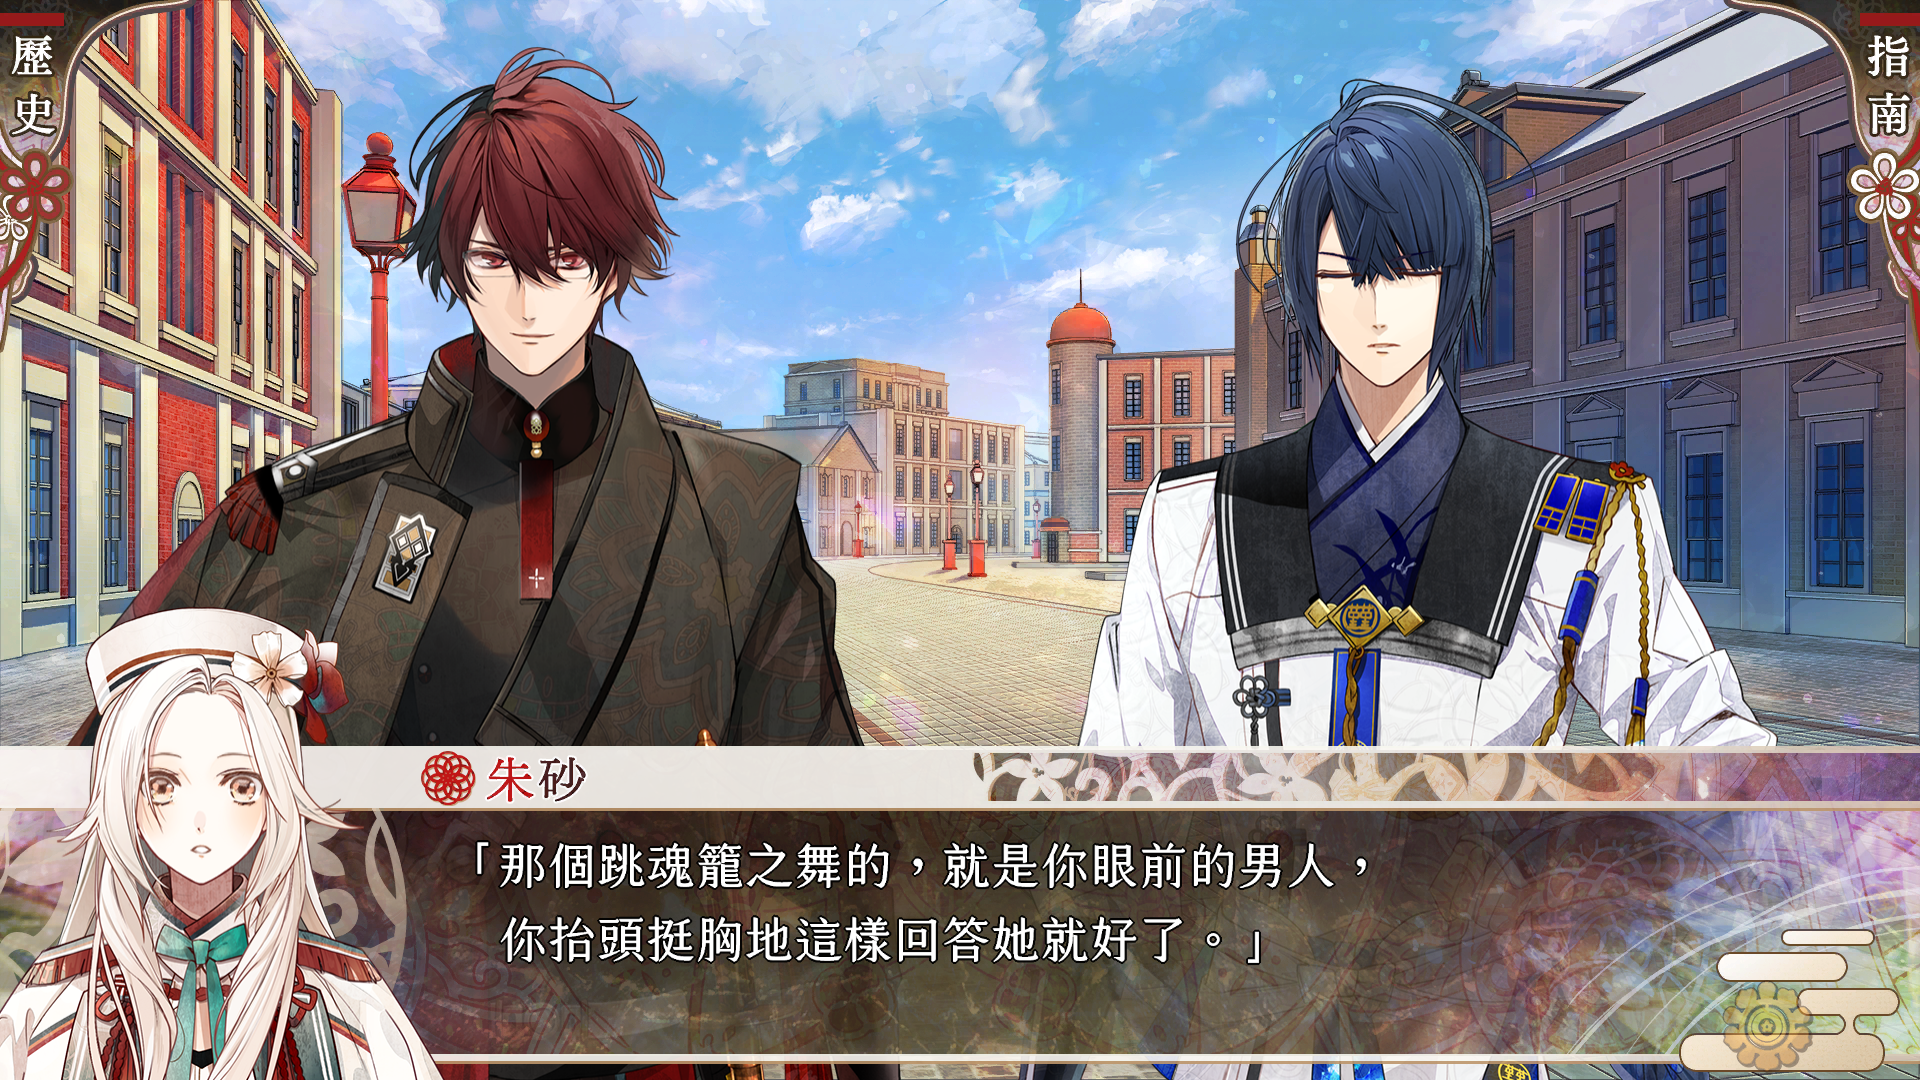 歷史
指南
朱砂
「那個跳魂籠之舞的，就是你眼前的男人，
你抬頭挺胸地這樣回答她就好了。」